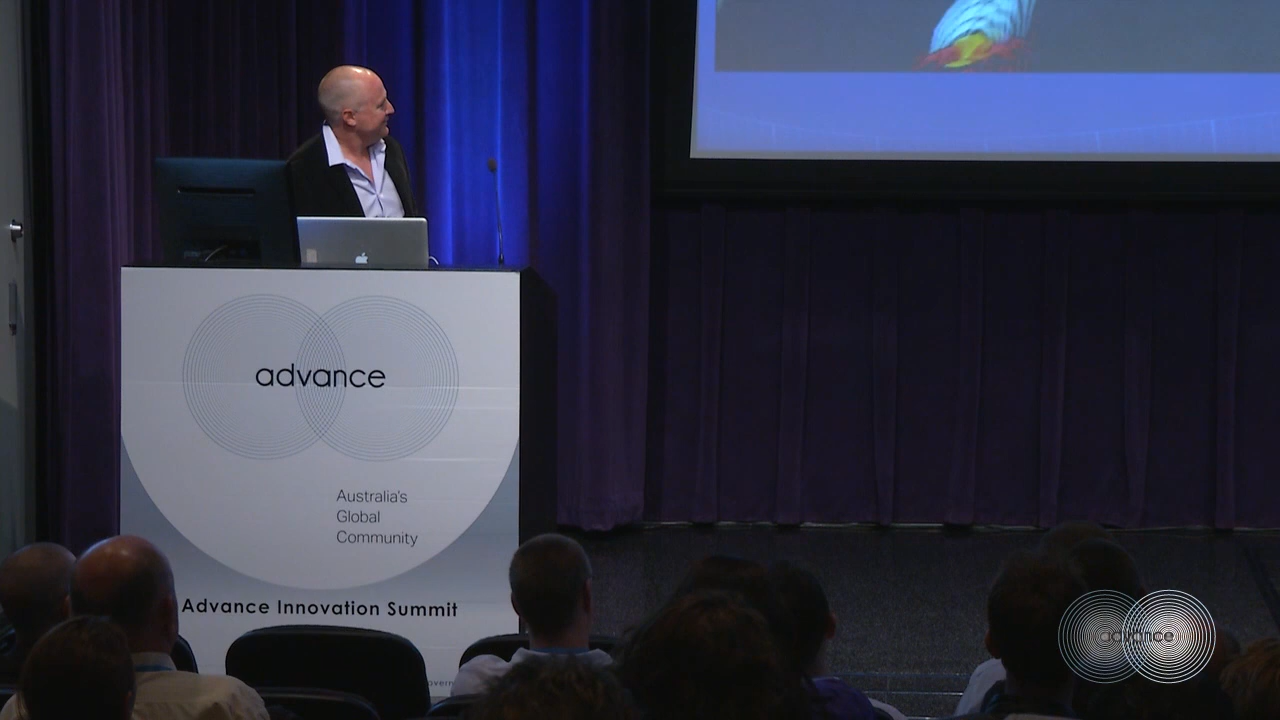 advance
Australia's
Global
Community
Advance Innovation Summit
advance